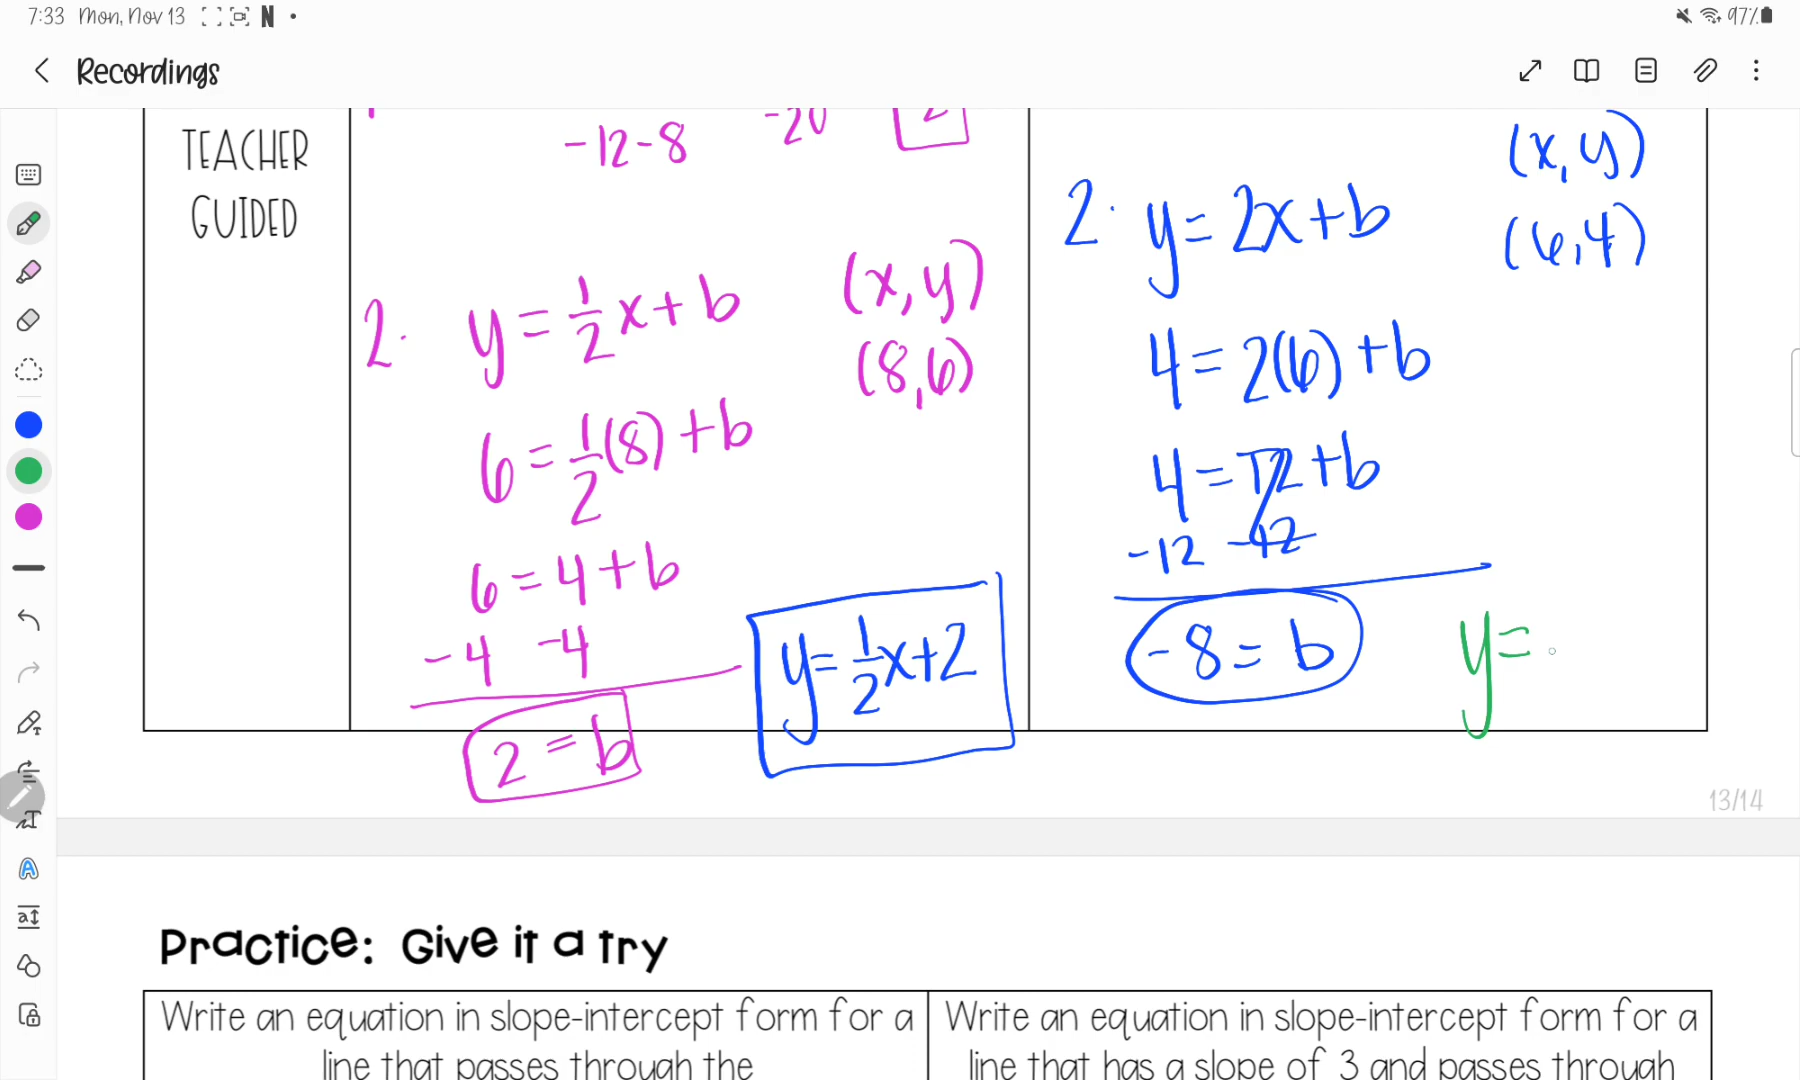 7:33 Mon, Nov 13 N •
97%
Recordings
TEACHER
GUIDED
-12-8
-20
2. y = 1/2 x + b (x, y)
(8,6)
6 = 1/2 (8) + b
6 = 4 + b
-4 -4
2 = b
y = 1/2 x + 2
(x, y)
2. y = 2x + b
(6,4)
4 = 2(6) + b
4 = 12 + b
-12 -12
-8 = b
y =
13/14
Practice: Give it a try
Write an equation in slope-intercept form for a
line that passes through the
Write an equation in slope-intercept form for a
line that has a slope of 3 and passes through